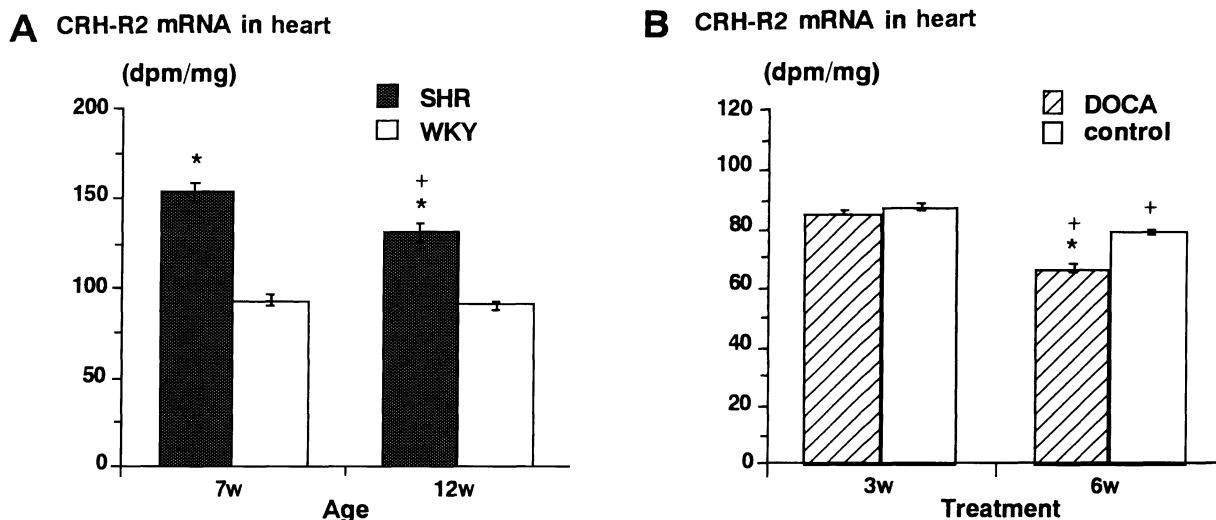 A CRH-R2 mRNA in heart
(dpm/mg)
SHR
WKY
200
150
100
50
0
*
+
*
7w 12w
Age
B CRH-R2 mRNA in heart
(dpm/mg)
DOCA
control
120
100
80
60
40
20
0
+
*
+
3w 6w
Treatment